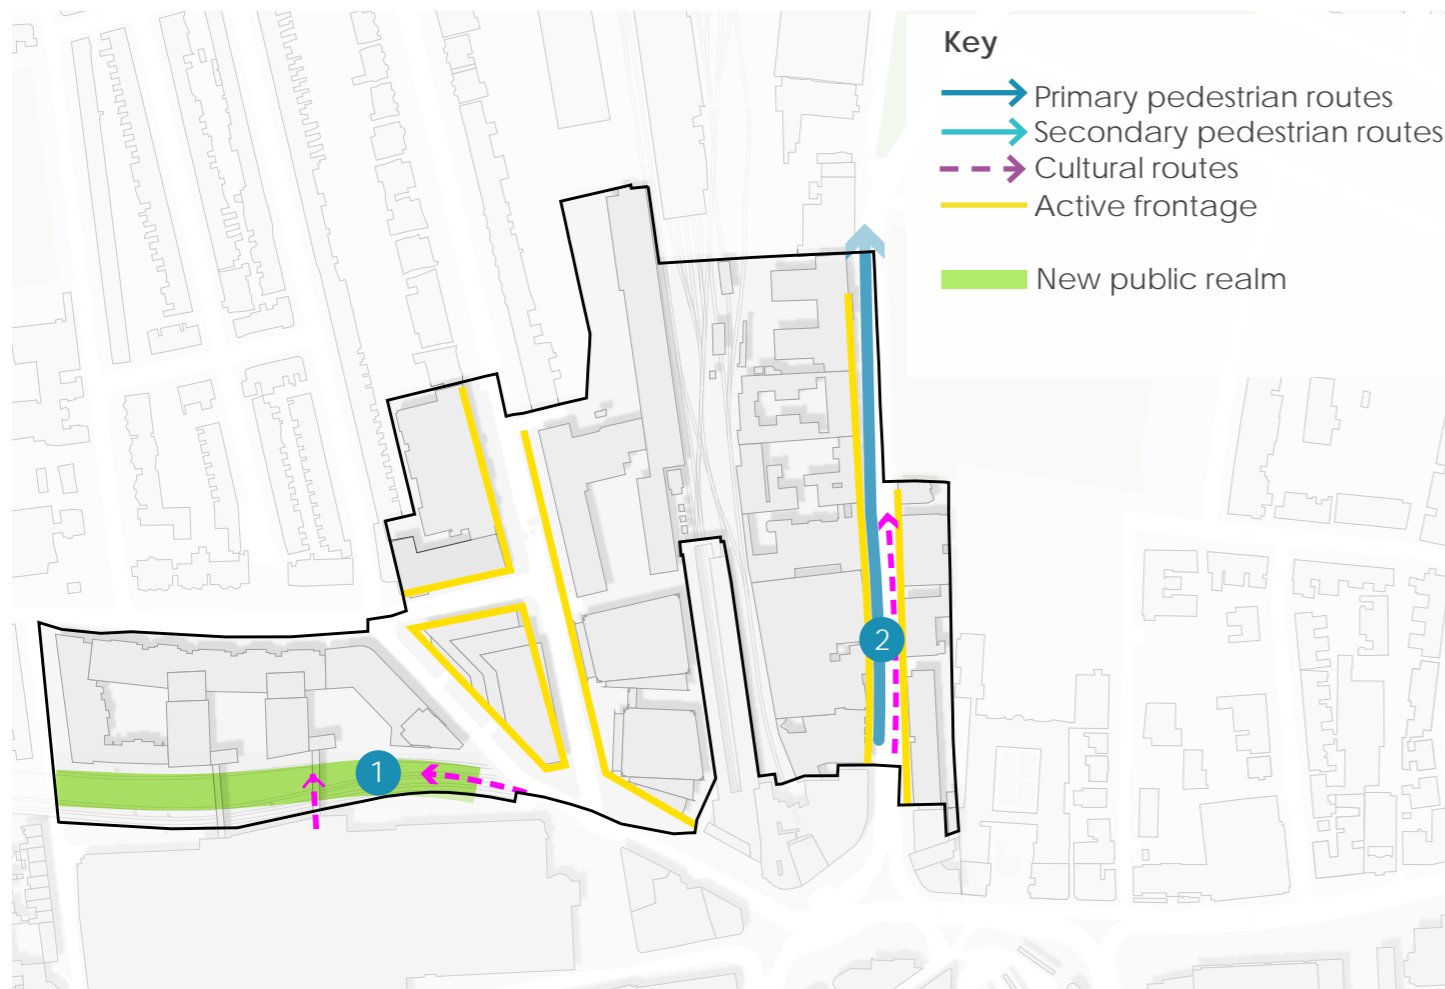 Key
Primary pedestrian routes
Secondary pedestrian routes
Cultural routes
Active frontage
New public realm
2
1